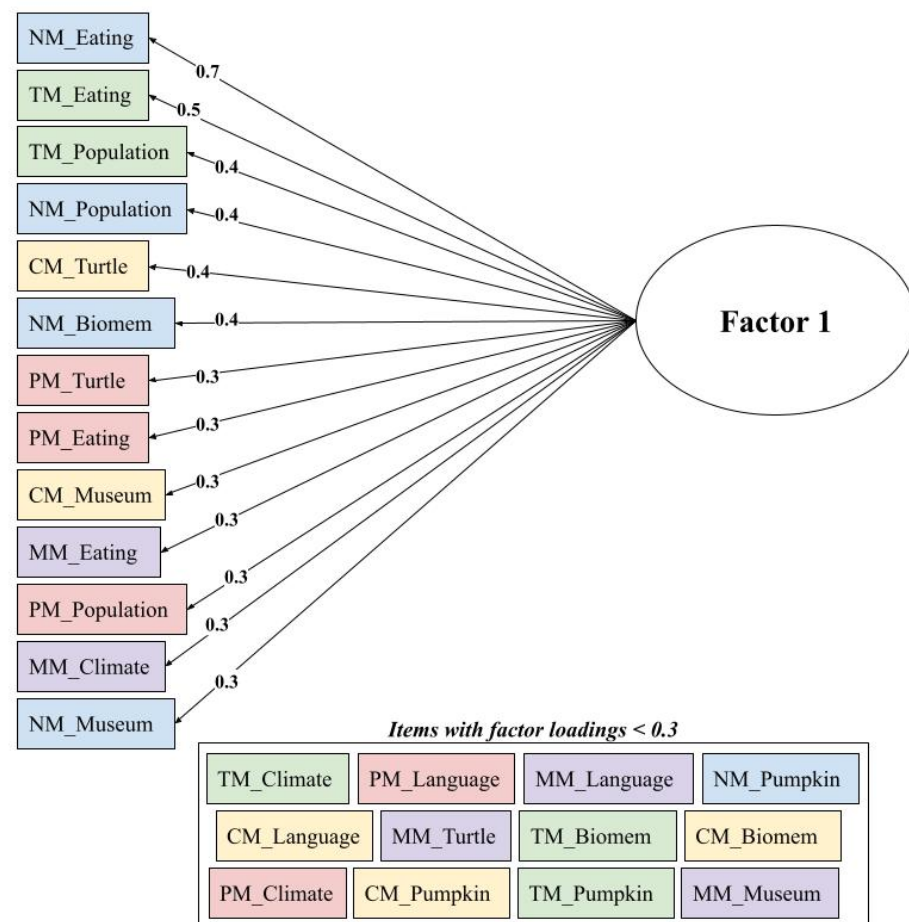 NM_Eating
0.7
TM_Eating
0.5
TM_Population
0.4
NM_Population
0.4
CM_Turtle
0.4
NM_Biomem
0.4
Factor 1
PM_Turtle
0.3
PM_Eating
0.3
CM_Museum
0.3
MM_Eating
0.3
PM_Population
0.3
MM_Climate
0.3
NM_Museum
0.3
Items with factor loadings < 0.3
TM_Climate PM_Language MM_Language NM_Pumpkin
CM_Language MM_Turtle TM_Biomem CM_Biomem
PM_Climate CM_Pumpkin TM_Pumpkin MM_Museum